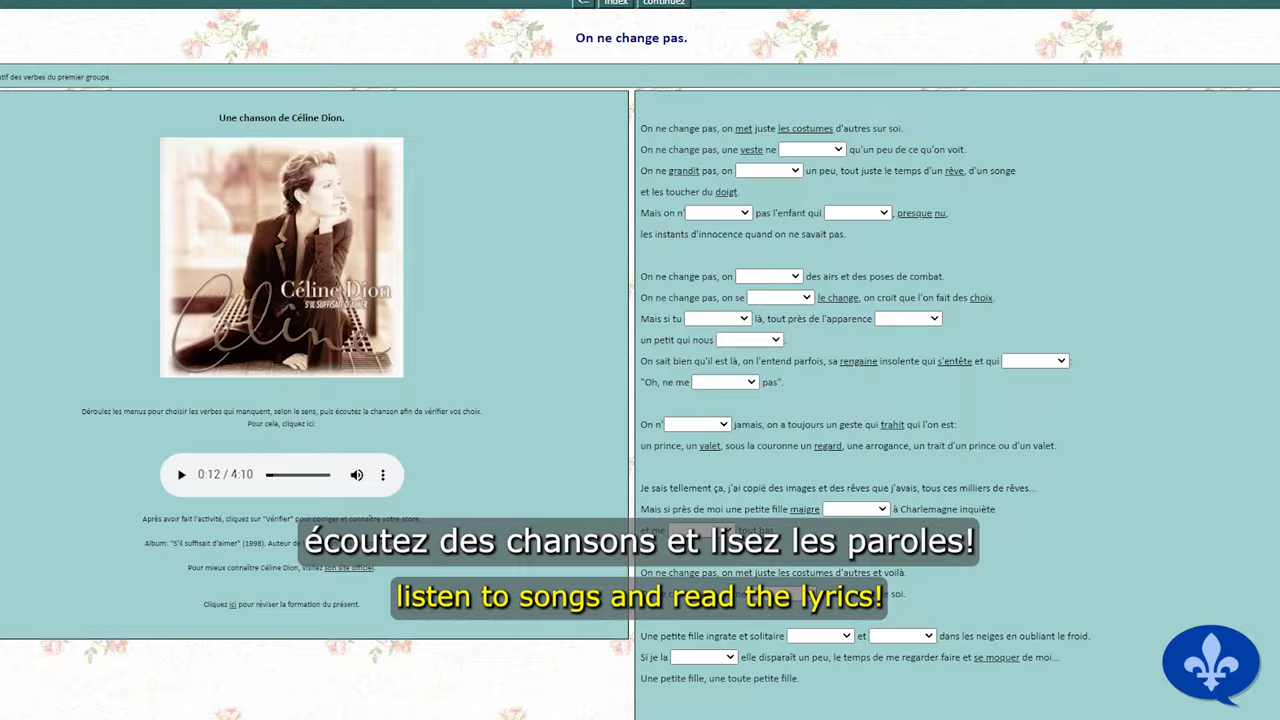 <= index continuez
On ne change pas.
tif des verbes du premier groupe.
Une chanson de Céline Dion.
Céline Dion
S'IL SUFFISAIT D'AIMER
Céline
Déroulez les menus pour choisir les verbes qui manquent, selon le sens, puis écoutez la chanson afin de vérifier vos choix.
Pour cela, cliquez ici:
0:12 / 4:10
Après avoir fait l'activité, cliquez sur "Vérifier" pour corriger et connaître votre score.
Album: "S'il suffisait d'aimer" (1998). Auteur de
Pour mieux connaître Céline Dion, visitez son site officiel.
Cliquez ici pour réviser la formation du présent.
On ne change pas, on met juste les costumes d'autres sur soi.
On ne change pas, une veste ne qu'un peu de ce qu'on voit.
On ne grandit pas, on un peu, tout juste le temps d'un rêve, d'un songe
et les toucher du doigt.
Mais on n' pas l'enfant qui , presque nu,
les instants d'innocence quand on ne savait pas.
On ne change pas, on des airs et des poses de combat.
On ne change pas, on se le change, on croit que l'on fait des choix.
Mais si tu là, tout près de l'apparence
un petit qui nous .
On sait bien qu'il est là, on l'entend parfois, sa rengaine insolente qui s'entête et qui :
"Oh, ne me pas".
On n' jamais, on a toujours un geste qui trahit qui l'on est:
un prince, un valet, sous la couronne un regard, une arrogance, un trait d'un prince ou d'un valet.
Je sais tellement ça, j'ai copié des images et des rêves que j'avais, tous ces milliers de rêves...
Mais si près de moi une petite fille maigre à Charlemagne inquiète
et me tout bas
écoutez des chansons et lisez les paroles!
On ne change pas, on met juste les costumes d'autres et voilà.
listen to songs and read the lyrics!
soi.
Une petite fille ingrate et solitaire et dans les neiges en oubliant le froid.
Si je la elle disparaît un peu, le temps de me regarder faire et se moquer de moi...
Une petite fille, une toute petite fille.